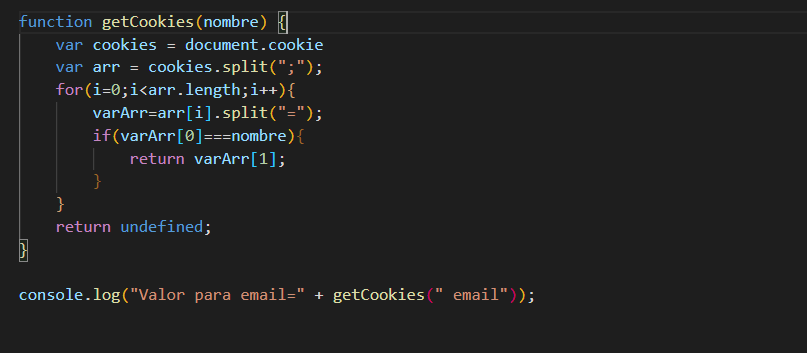 function getCookies(nombre) {
    var cookies = document.cookie
    var arr = cookies.split(";");
    for(i=0;i<arr.length;i++){
        varArr=arr[i].split("=");
        if(varArr[0]===nombre){
            return varArr[1];
        }
    }
    return undefined;
}
console.log("Valor para email=" + getCookies(" email"));